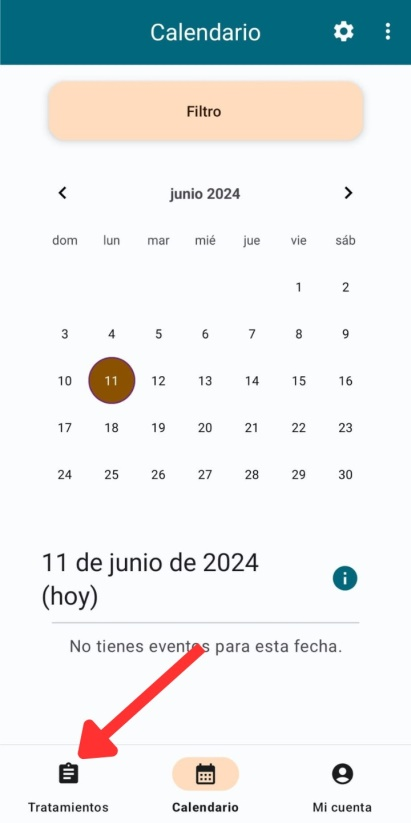 Calendario
Filtro
junio 2024
dom lun mar mié jue vie sáb
1 2
3 4 5 6 7 8 9
10 11 12 13 14 15 16
17 18 19 20 21 22 23
24 25 26 27 28 29 30
11 de junio de 2024
(hoy)
No tienes eventos para esta fecha.
Tratamientos Calendario Mi cuenta